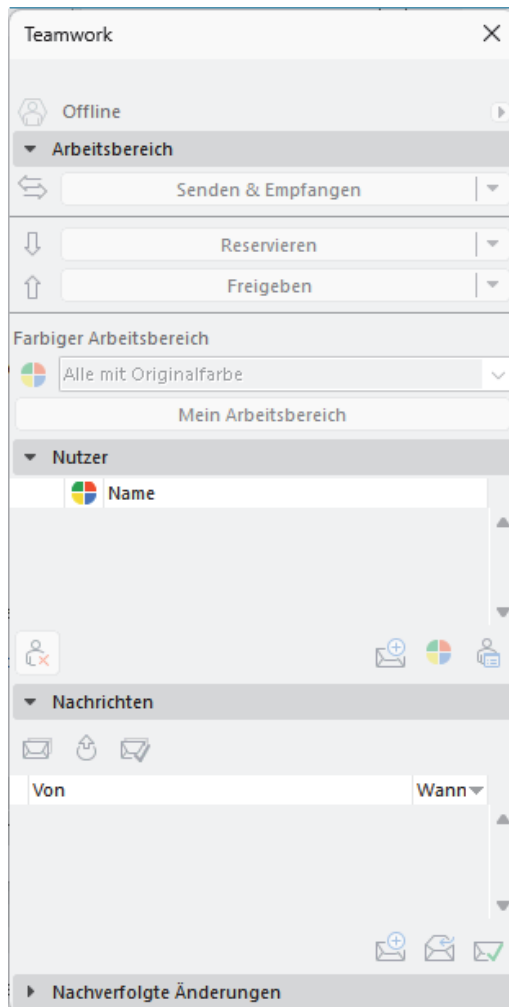 Teamwork
Offline
Arbeitsbereich
Senden & Empfangen
Reservieren
Freigeben
Farbiger Arbeitsbereich
Alle mit Originalfarbe
Mein Arbeitsbereich
Nutzer
Name
Nachrichten
Von Wann
Nachverfolgte Änderungen